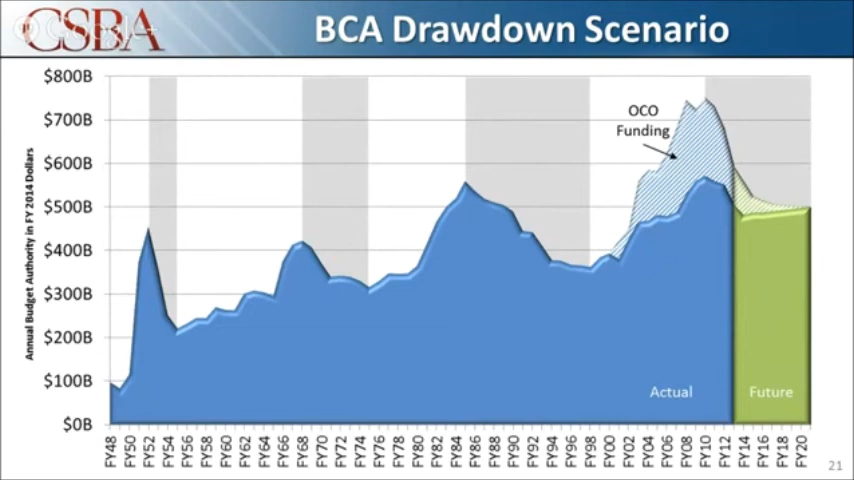 Google+
CSBA
BCA Drawdown Scenario
$800B
$700B
$600B
$500B
$400B
$300B
$200B
$100B
$0B
Annual Budget Authority in FY 2014 Dollars
OCO
Funding
Actual
Future
FY48
FY50
FY52
FY54
FY56
FY58
FY60
FY62
FY64
FY66
FY68
FY70
FY72
FY74
FY76
FY78
FY80
FY82
FY84
FY86
FY88
FY90
FY92
FY94
FY96
FY98
FY00
FY02
FY04
FY06
FY08
FY10
FY12
FY14
FY16
FY18
FY20
21